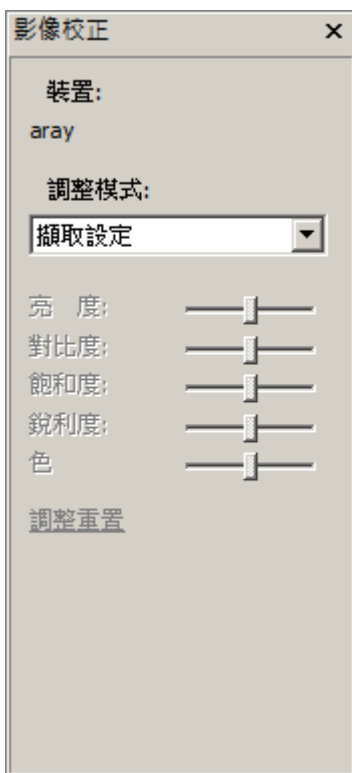 影像校正
裝置:
aray
調整模式:
擷取設定
亮 度:
對比度:
飽和度:
銳利度:
色
調整重置